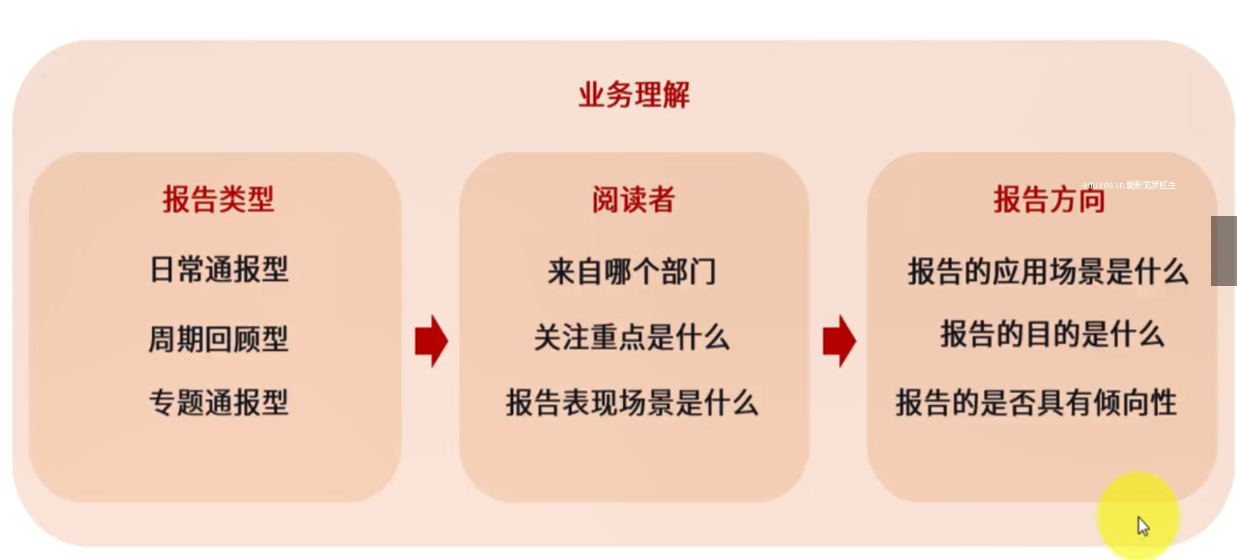 业务理解
报告类型
日常通报型
周期回顾型
专题通报型
阅读者
来自哪个部门
关注重点是什么
报告表现场景是什么
edu.cda.cn
报告方向
报告的应用场景是什么
报告的目的是什么
报告的是否具有倾向性